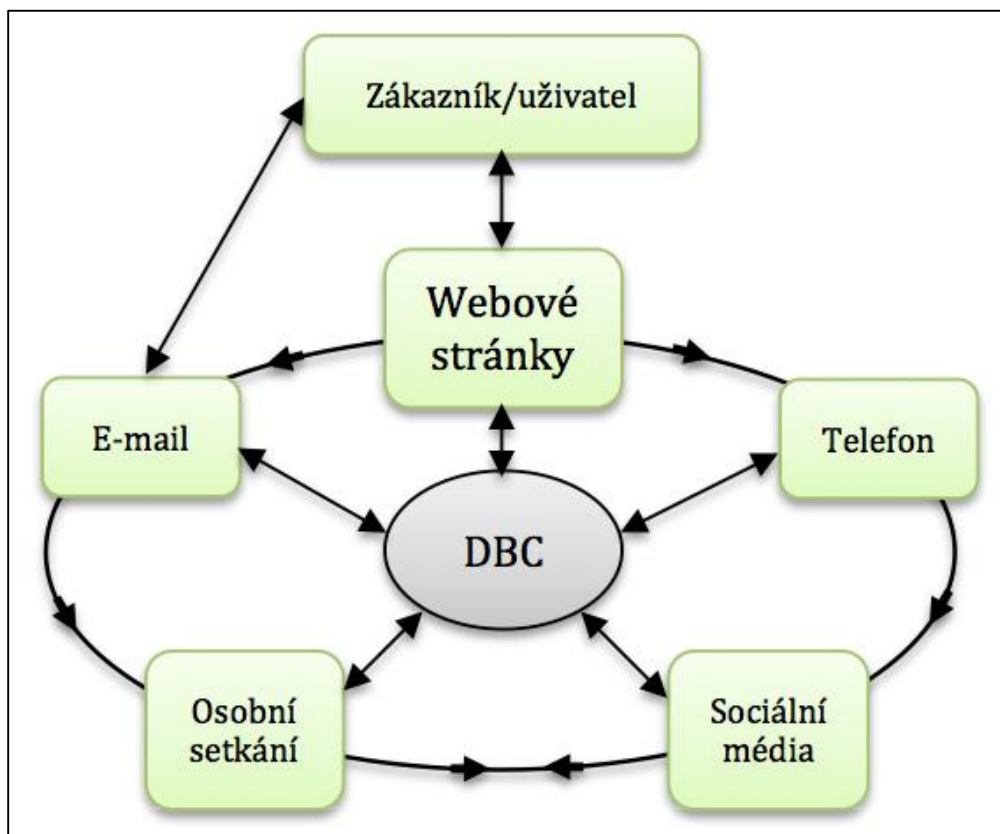 Zákazník/uživatel
Webové
stránky
E-mail
Telefon
DBC
Osobní
setkání
Sociální
média